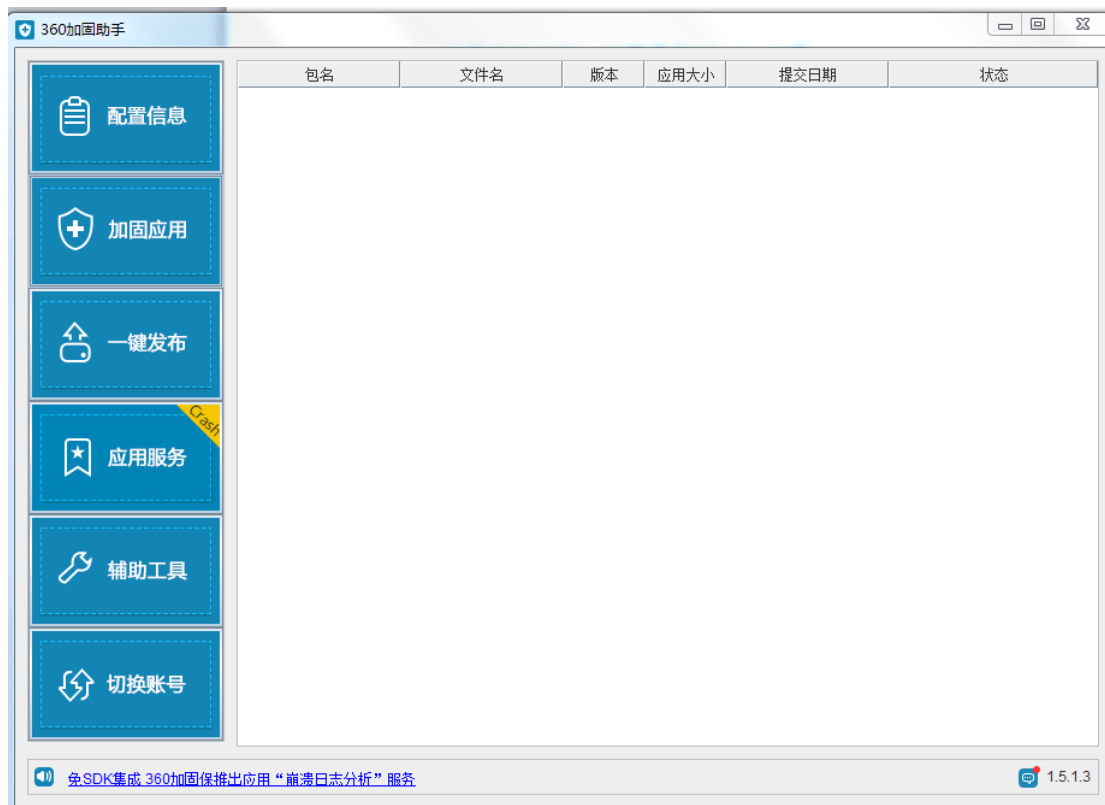 360加固助手
包名 文件名 版本 应用大小 提交日期 状态
配置信息
加固应用
一键发布
Crash
应用服务
辅助工具
切换账号
免SDK集成 360加固保推出应用“崩溃日志分析”服务
1.5.1.3